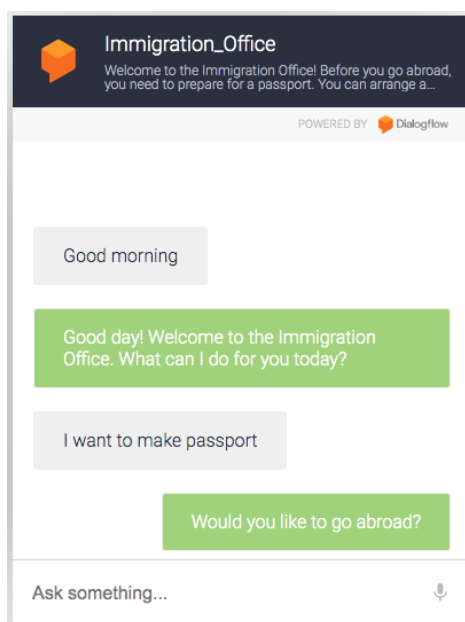 Immigration_Office
Welcome to the Immigration Office! Before you go abroad,
you need to prepare for a passport. You can arrange a...
POWERED BY Dialogflow
Good morning
Good day! Welcome to the Immigration
Office. What can I do for you today?
I want to make passport
Would you like to go abroad?
Ask something...